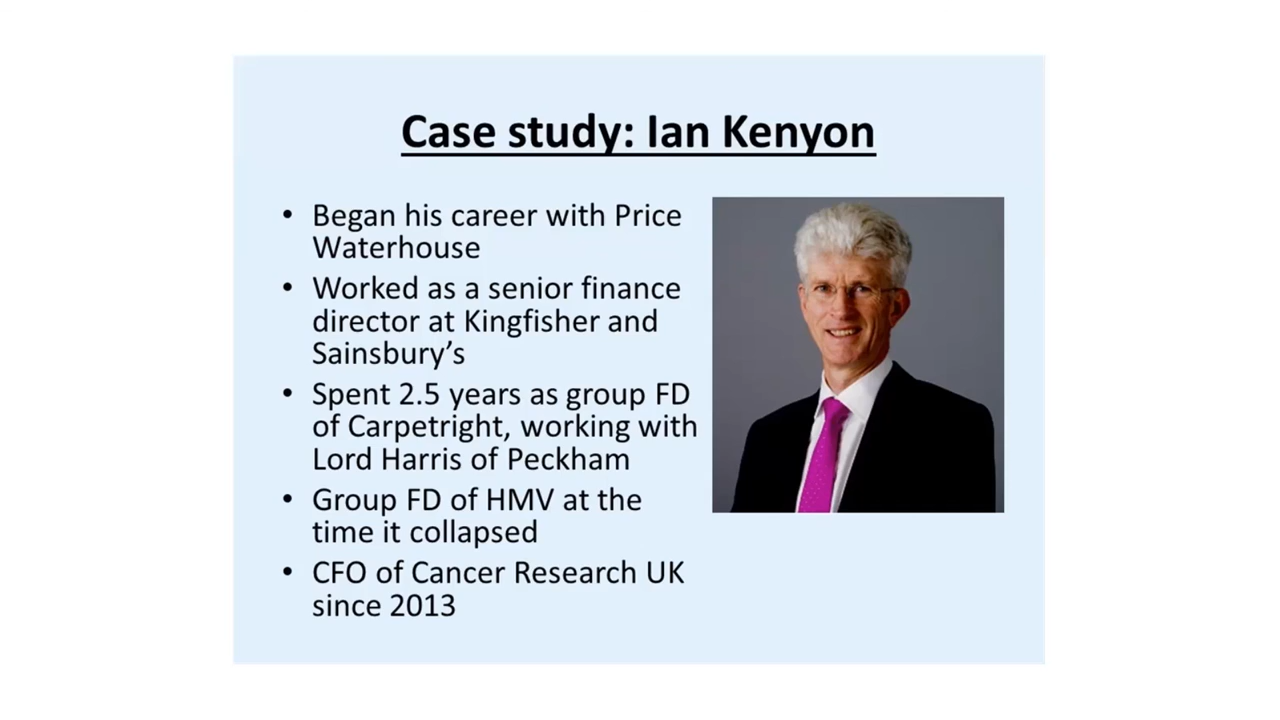 Case study: Ian Kenyon
• Began his career with Price
Waterhouse
• Worked as a senior finance
director at Kingfisher and
Sainsbury’s
• Spent 2.5 years as group FD
of Carpetright, working with
Lord Harris of Peckham
• Group FD of HMV at the
time it collapsed
• CFO of Cancer Research UK
since 2013